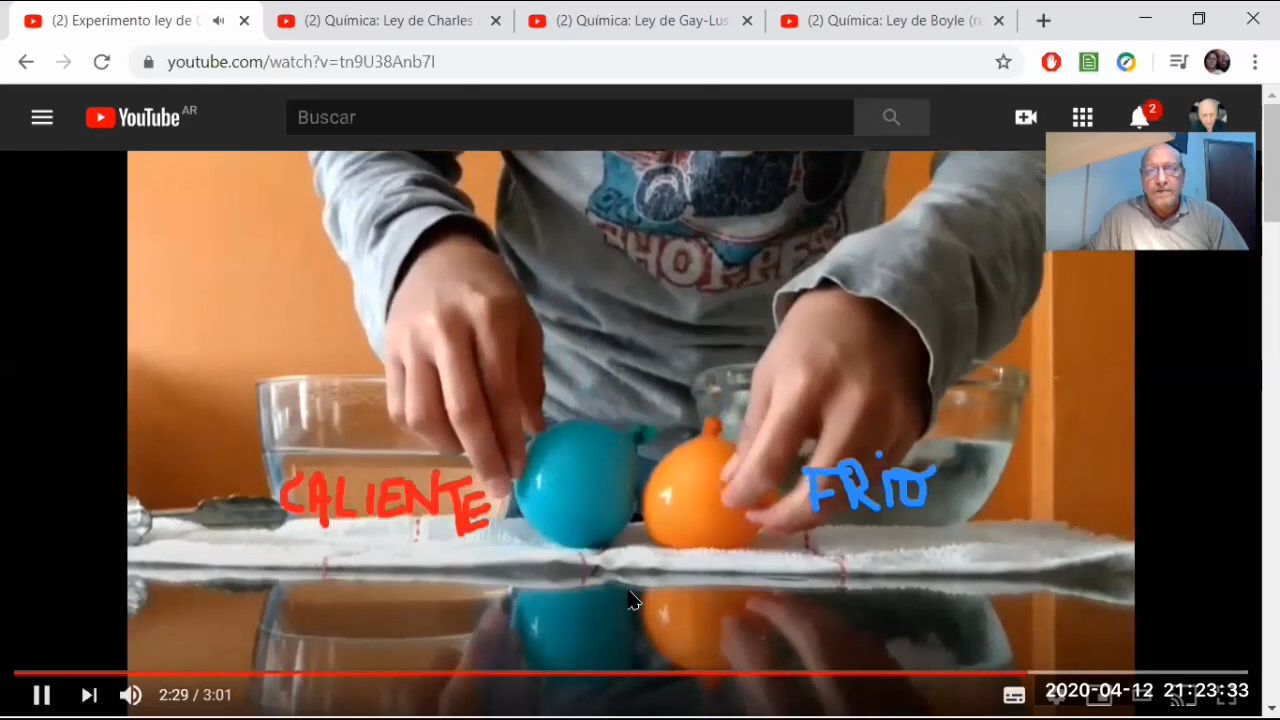 (2) Experimento ley de C
(2) Química: Ley de Charles
(2) Química: Ley de Gay-Lus
(2) Química: Ley de Boyle (re
youtube.com/watch?v=tn9U38Anb7I
YouTube AR
Buscar
2
CHOPPE
CALIENTE
FRIO
2:29 / 3:01
2020-04-12 21:23:33